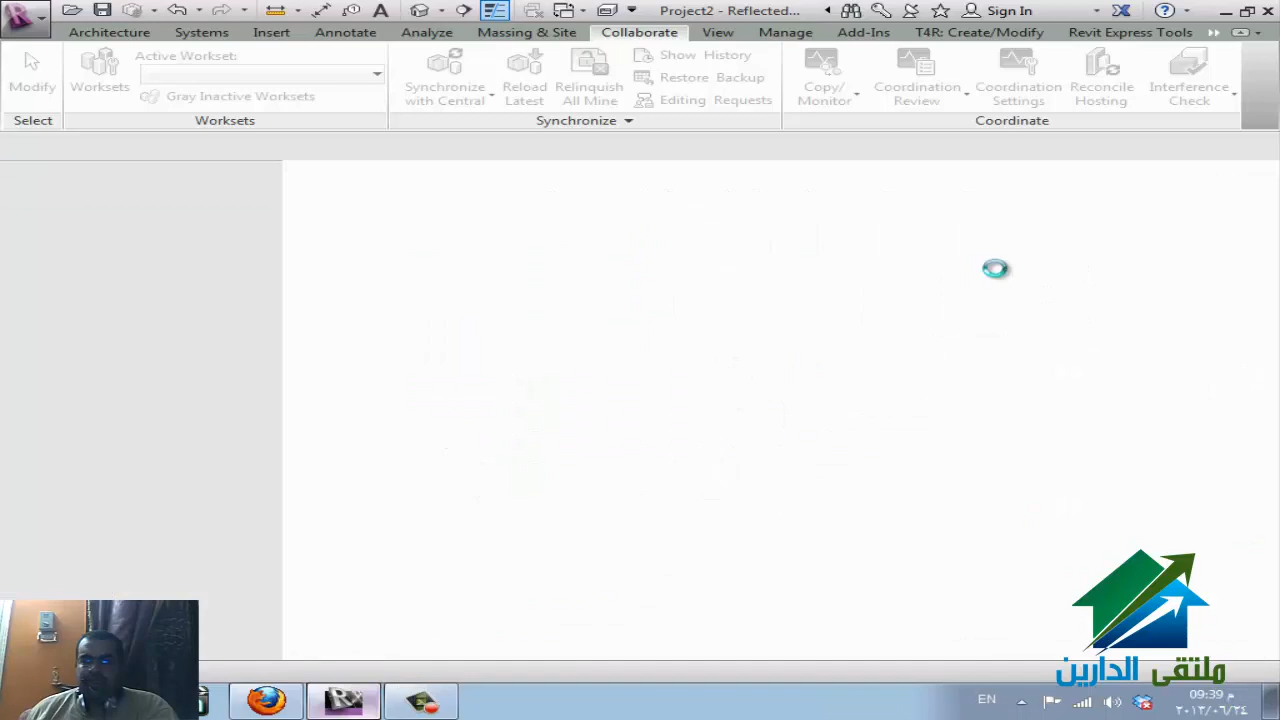 Project2 - Reflected...
Sign In
Architecture Systems Insert Annotate Analyze Massing & Site Collaborate View Manage Add-Ins T4R: Create/Modify Revit Express Tools
Modify
Select
Worksets
Active Workset:
Gray Inactive Worksets
Worksets
Synchronize with Central
Reload Latest
Relinquish All Mine
Show History
Restore Backup
Editing Requests
Synchronize
Copy/ Monitor
Coordination Review
Coordination Settings
Reconcile Hosting
Interference Check
Coordinate
ملتقى الدارين
EN
09:39 م
٢٠١٣/٠٦/٢٤